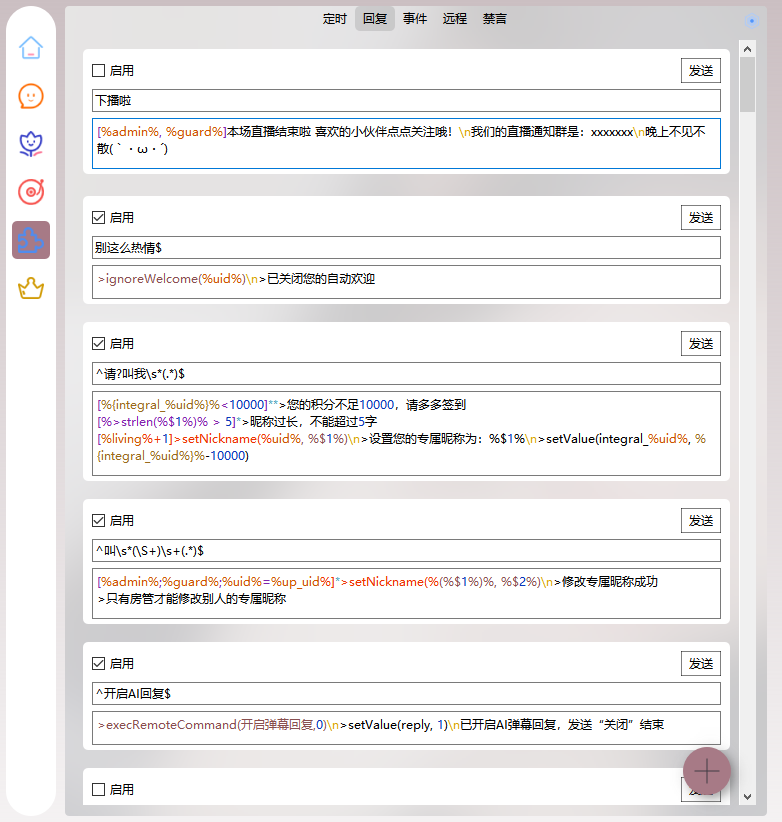 定时 回复 事件 远程 禁言
启用 发送
下播啦
[%admin%, %guard%]本场直播结束啦 喜欢的小伙伴点点关注哦！\n我们的直播通知群是：xxxxxxx\n晚上不见不
散(｀・ω・´)
启用 发送
别这么热情$
>ignoreWelcome(%uid%)\n>已关闭您的自动欢迎
启用 发送
^请?叫我\s*(.*)$
[%{integral_%uid%}%<10000]**>您的积分不足10000，请多多签到
[%>strlen(%$1%)% > 5]*>昵称过长，不能超过5字
[%living%+1]>setNickname(%uid%, %$1%)\n>设置您的专属昵称为：%$1%\n>setValue(integral_%uid%, %
{integral_%uid%}%-10000)
启用 发送
^叫\s*(\S+)\s+(.*)$
[%admin%;%guard%;%uid%=%up_uid%]*>setNickname(%(%$1%)%, %$2%)\n>修改专属昵称成功
>只有房管才能修改别人的专属昵称
启用 发送
^开启AI回复$
>execRemoteCommand(开启弹幕回复,0)\n>setValue(reply, 1)\n已开启AI弹幕回复，发送“关闭”结束
启用